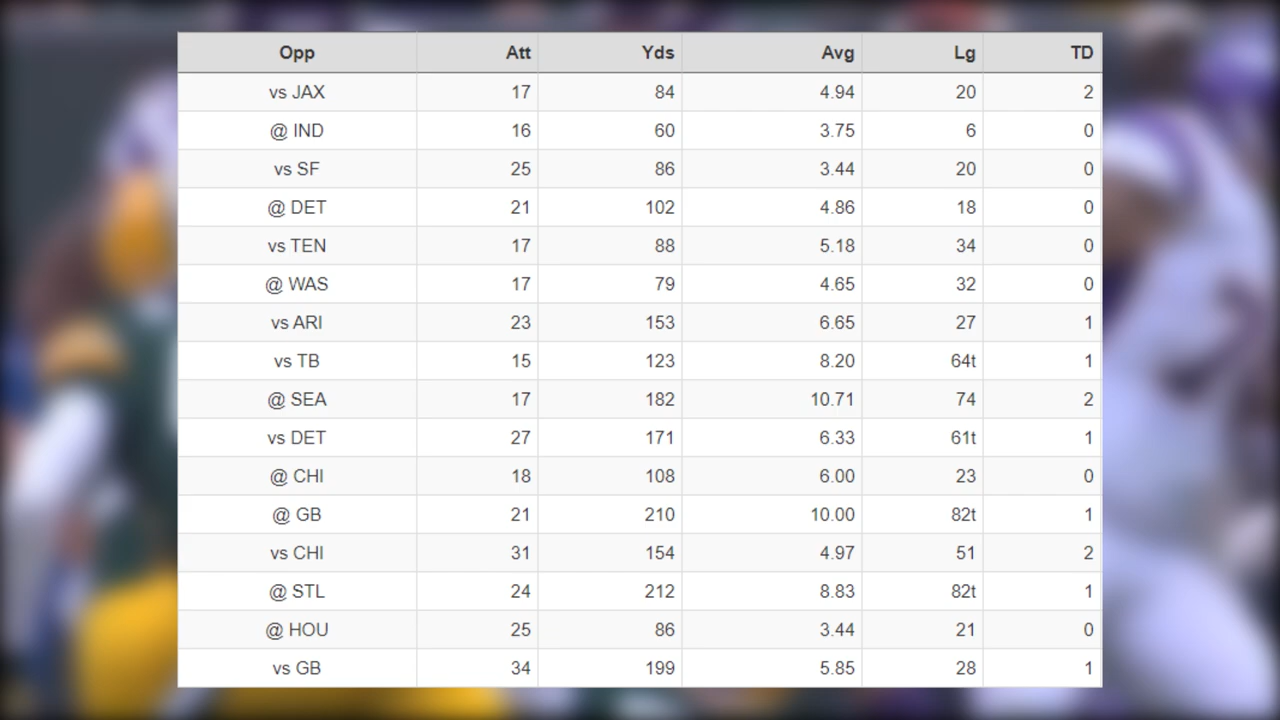 Opp Att Yds Avg Lg TD
vs JAX 17 84 4.94 20 2
@ IND 16 60 3.75 6 0
vs SF 25 86 3.44 20 0
@ DET 21 102 4.86 18 0
vs TEN 17 88 5.18 34 0
@ WAS 17 79 4.65 32 0
vs ARI 23 153 6.65 27 1
vs TB 15 123 8.20 64t 1
@ SEA 17 182 10.71 74 2
vs DET 27 171 6.33 61t 1
@ CHI 18 108 6.00 23 0
@ GB 21 210 10.00 82t 1
vs CHI 31 154 4.97 51 2
@ STL 24 212 8.83 82t 1
@ HOU 25 86 3.44 21 0
vs GB 34 199 5.85 28 1